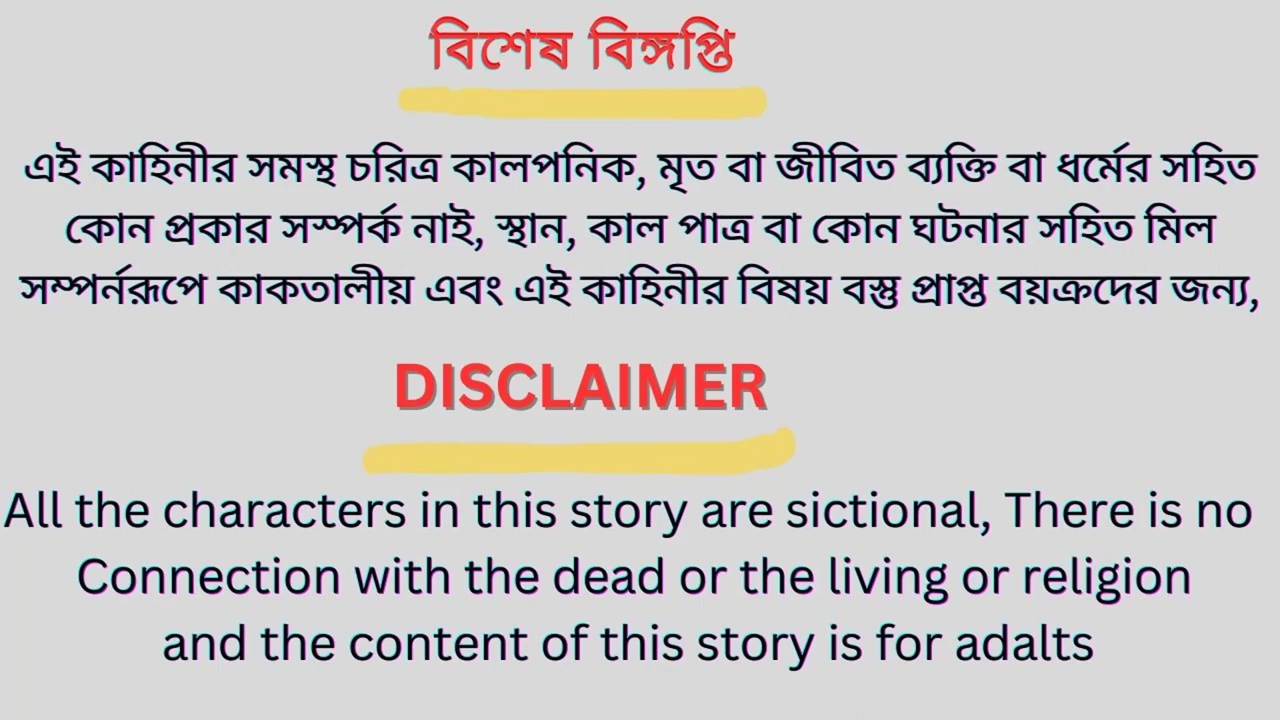 বিশেষ বিঙ্গপ্তি
এই কাহিনীর সমস্থ চরিত্র কালপনিক, মৃত বা জীবিত ব্যক্তি বা ধর্মের সহিত
কোন প্রকার সস্পর্ক নাই, স্থান, কাল পাত্র বা কোন ঘটনার সহিত মিল
সম্পর্নরূপে কাকতালীয় এবং এই কাহিনীর বিষয় বস্তু প্রাপ্ত বয়ক্রদের জন্য,
DISCLAIMER
All the characters in this story are sictional, There is no
Connection with the dead or the living or religion
and the content of this story is for adalts